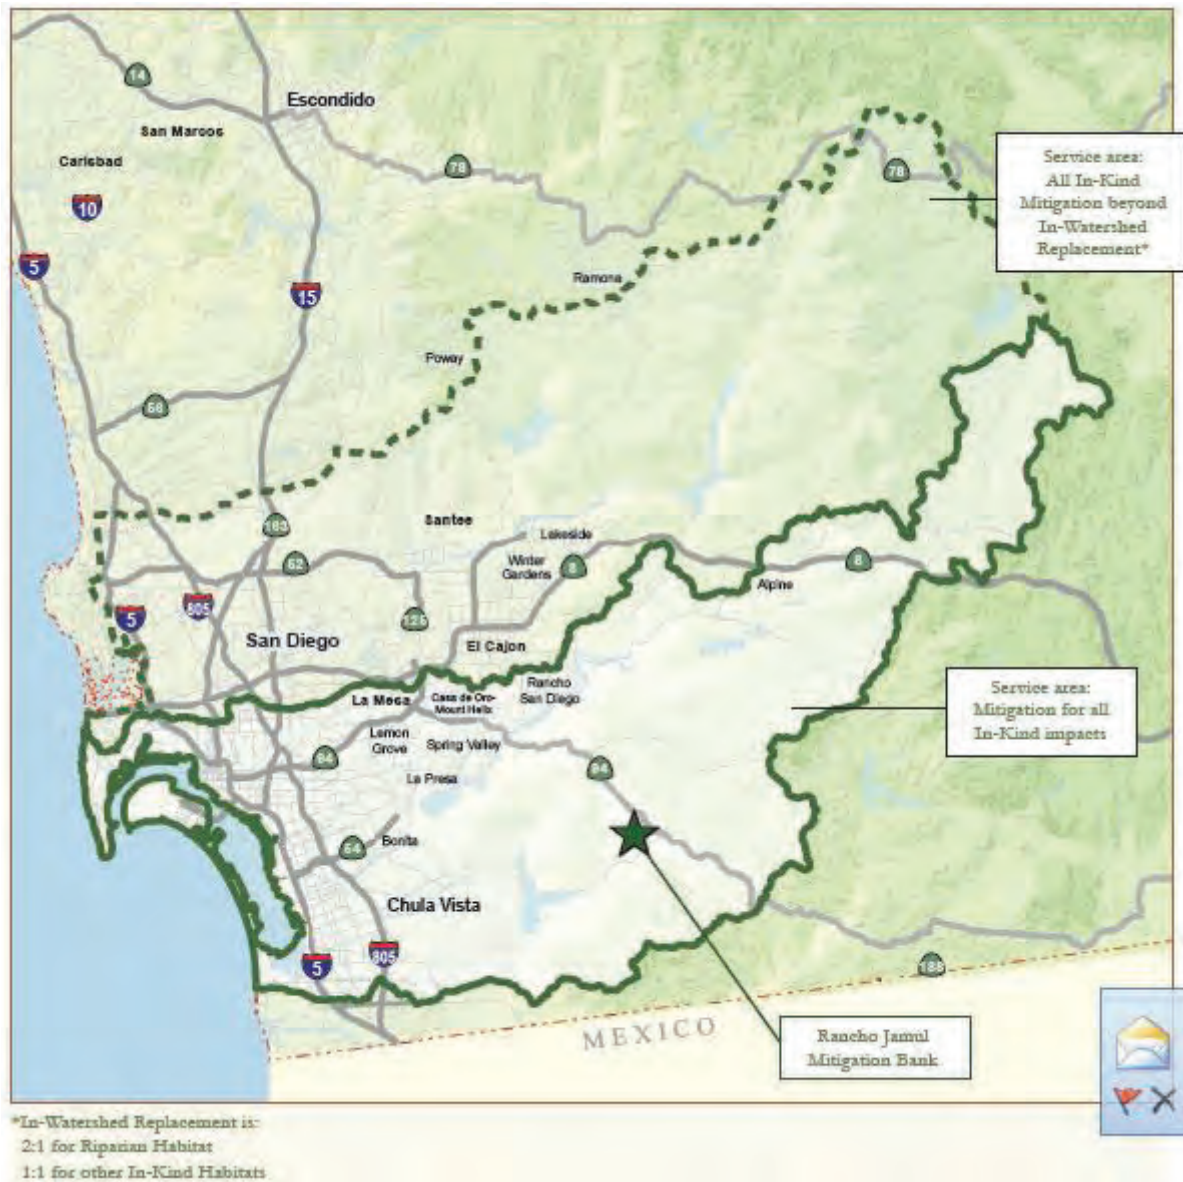 14
Escondido
San Marcos
Carlsbad
78
10
78
Service area:
All In-Kind
Mitigation beyond
In-Watershed
Replacement*
5
15
Ramona
Poway
56
163
Santee
Lakeside
52
Winter
Gardens
8
8
Alpine
5
805
125
San Diego
El Cajon
Rancho
San Diego
La Mesa
Casa de Oro-
Mount Helix
Service area:
Mitigation for all
In-Kind impacts
Lemon
Grove
Spring Valley
94
94
La Presa
54
Bonita
Chula Vista
5
805
188
MEXICO
Rancho Jamul
Mitigation Bank
*In-Watershed Replacement is:
2:1 for Riparian Habitat
1:1 for other In-Kind Habitats